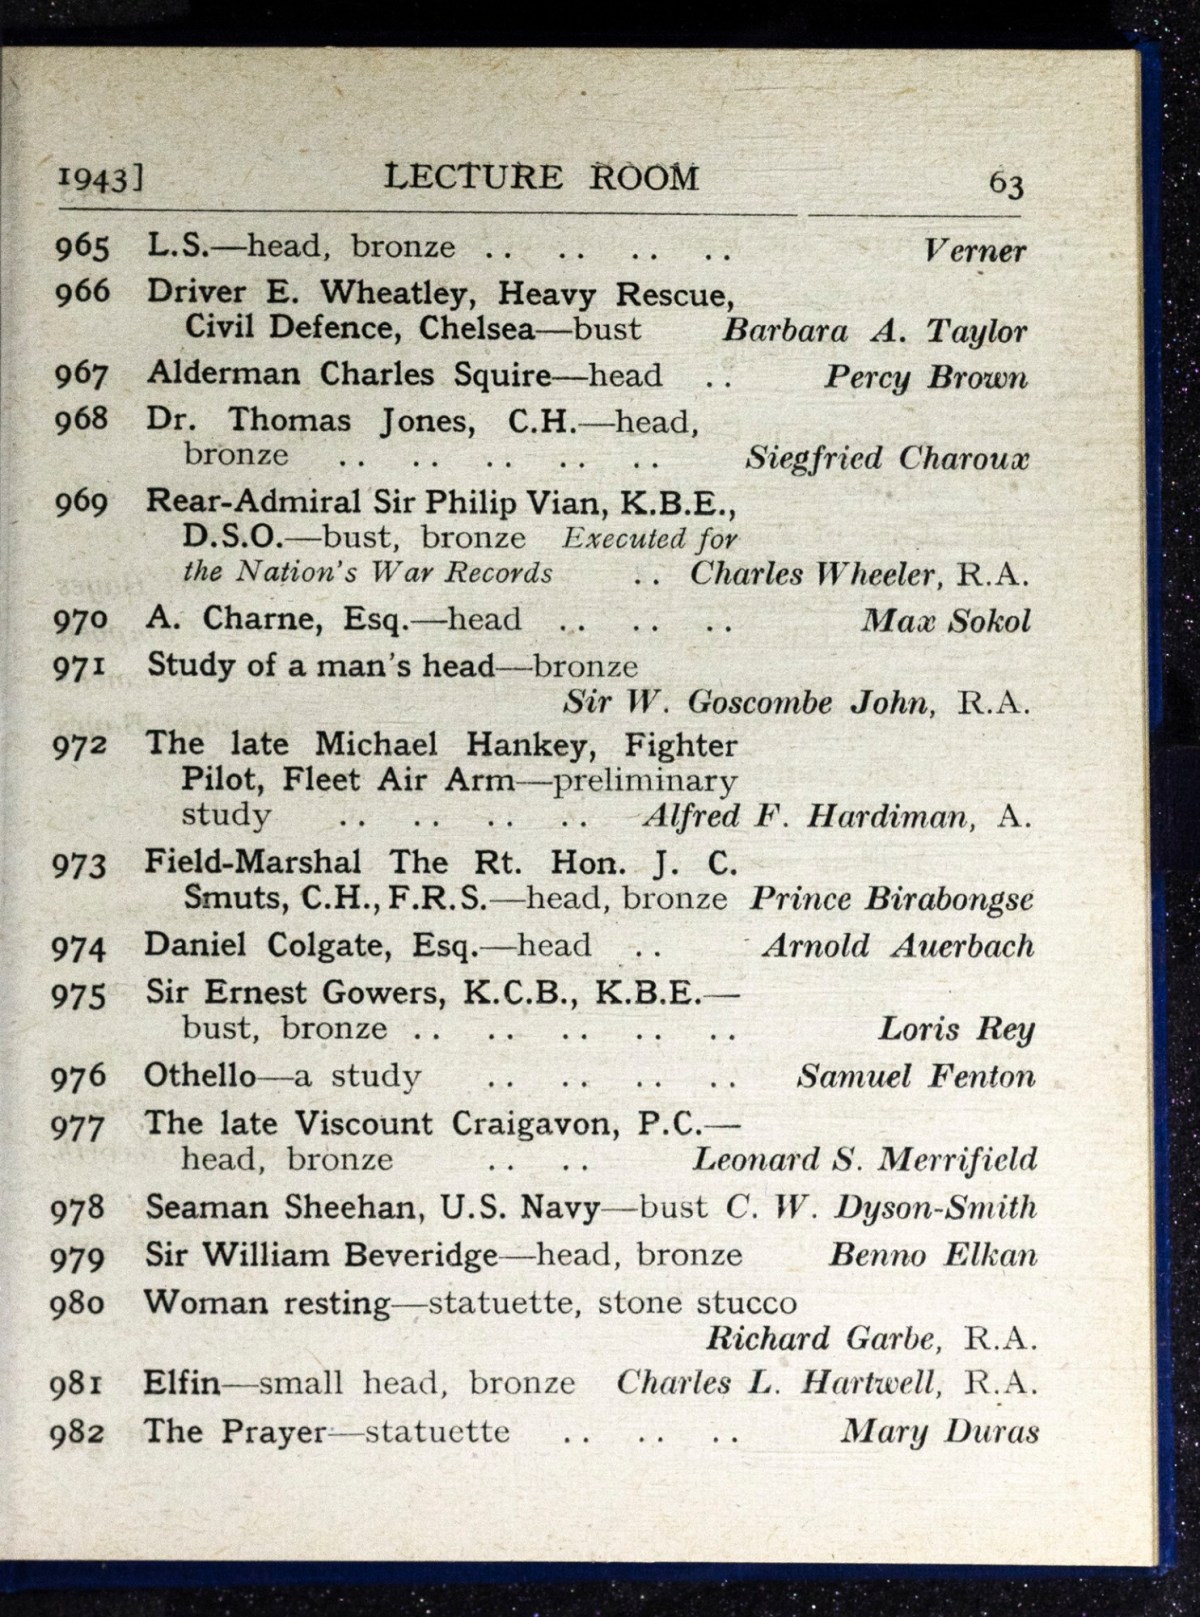 1943] LECTURE ROOM 63
965 L.S.—head, bronze .. .. .. .. Verner
966 Driver E. Wheatley, Heavy Rescue,
Civil Defence, Chelsea—bust Barbara A. Taylor
967 Alderman Charles Squire—head .. Percy Brown
968 Dr. Thomas Jones, C.H.—head,
bronze .. .. .. .. .. Siegfried Charoux
969 Rear-Admiral Sir Philip Vian, K.B.E.,
D.S.O.—bust, bronze Executed for
the Nation's War Records .. Charles Wheeler, R.A.
970 A. Charne, Esq.—head .. .. .. Max Sokol
971 Study of a man's head—bronze
Sir W. Goscombe John, R.A.
972 The late Michael Hankey, Fighter
Pilot, Fleet Air Arm—preliminary
study .. .. .. .. Alfred F. Hardiman, A.
973 Field-Marshal The Rt. Hon. J. C.
Smuts, C.H., F.R.S.—head, bronze Prince Birabongse
974 Daniel Colgate, Esq.—head .. Arnold Auerbach
975 Sir Ernest Gowers, K.C.B., K.B.E.—
bust, bronze .. .. .. .. .. Loris Rey
976 Othello—a study .. .. .. .. Samuel Fenton
977 The late Viscount Craigavon, P.C.—
head, bronze .. .. Leonard S. Merrifield
978 Seaman Sheehan, U.S. Navy—bust C. W. Dyson-Smith
979 Sir William Beveridge—head, bronze Benno Elkan
980 Woman resting—statuette, stone stucco
Richard Garbe, R.A.
981 Elfin—small head, bronze Charles L. Hartwell, R.A.
982 The Prayer—statuette .. .. .. Mary Duras